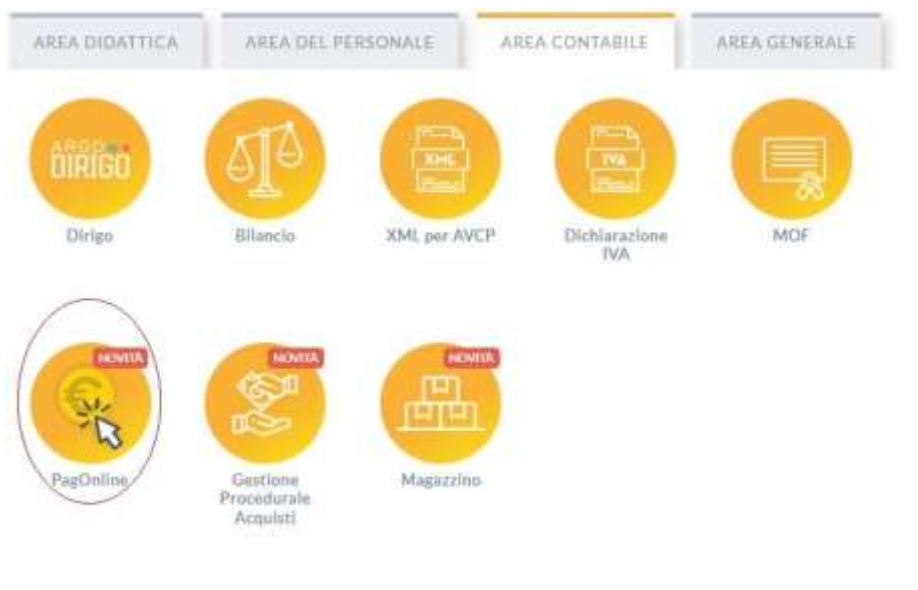 AREA DIDATTICA
AREA DEL PERSONALE
AREA CONTABILE
AREA GENERALE
ARGO
DIRIGO
XML
IVA
Dirigo
Bilancio
XML per AVCP
Dichiarazione
IVA
MOF
NOVITÀ
NOVITÀ
NOVITÀ
€
PagOnline
Gestione
Procedurale
Acquisti
Magazzino